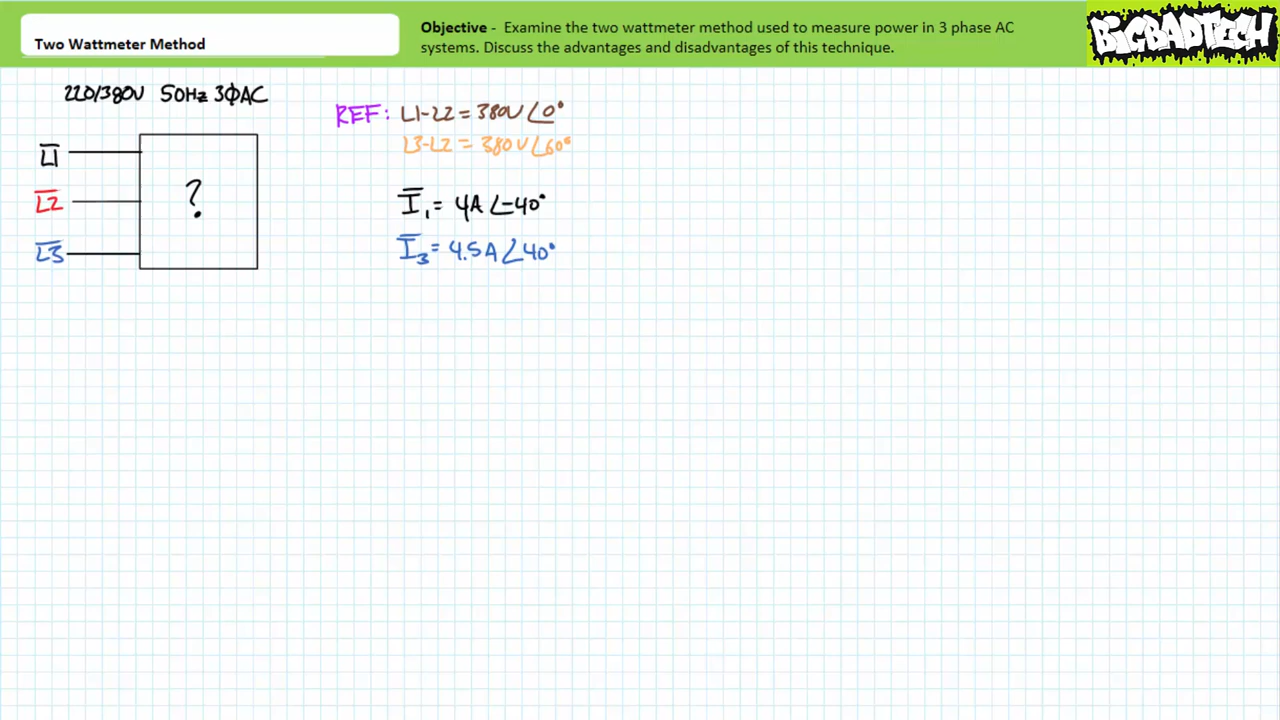 Two Wattmeter Method
Objective - Examine the two wattmeter method used to measure power in 3 phase AC
systems. Discuss the advantages and disadvantages of this technique.
BIGBADTECH
220/380V 50Hz 3ΦAC
REF: L1-L2 = 380V∠0°
L3-L2 = 380V∠60°
L1
L2
L3
?
I₁ = 4A∠-40°
I₃ = 4.5A∠40°